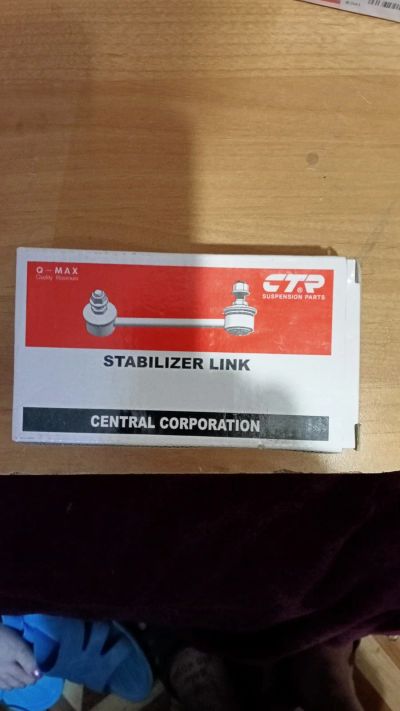 Q-MAX
CTR
SUSPENSION PARTS
STABILIZER LINK
CENTRAL CORPORATION